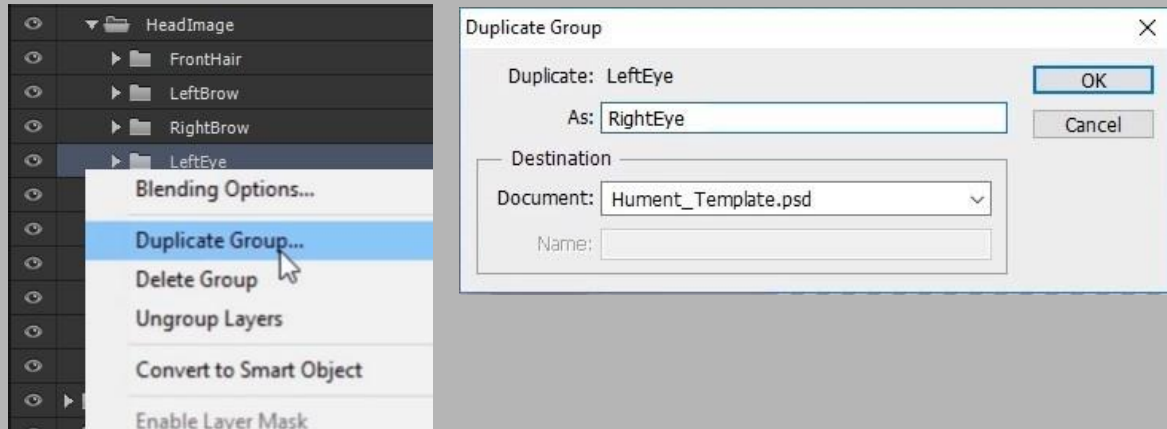 HeadImage
FrontHair
LeftBrow
RightBrow
LeftEye
Blending Options...
Duplicate Group...
Delete Group
Ungroup Layers
Convert to Smart Object
Enable Layer Mask
Duplicate Group
Duplicate: LeftEye
As: RightEye
OK
Cancel
Destination
Document: Hument_Template.psd
Name: